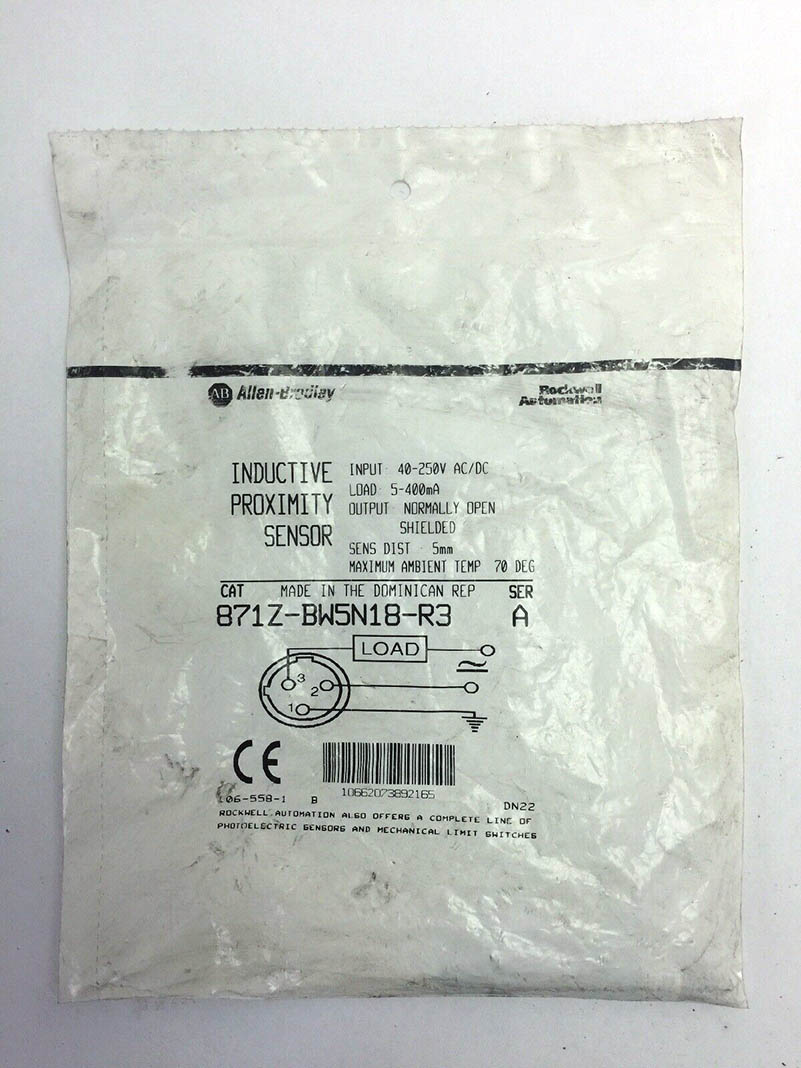 AB Allen-Bradley
Rockwell
Automation
INDUCTIVE
PROXIMITY
SENSOR
INPUT: 40-250V AC/DC
LOAD: 5-400mA
OUTPUT: NORMALLY OPEN
SHIELDED
SENS DIST: 5mm
MAXIMUM AMBIENT TEMP 70 DEG
CAT MADE IN THE DOMINICAN REP SER
871Z-BW5N18-R3 A
LOAD
3
2
1
CE
10662073892165
106-558-1 B DN22
ROCKWELL AUTOMATION ALSO OFFERS A COMPLETE LINE OF
PHOTOELECTRIC SENSORS AND MECHANICAL LIMIT SWITCHES